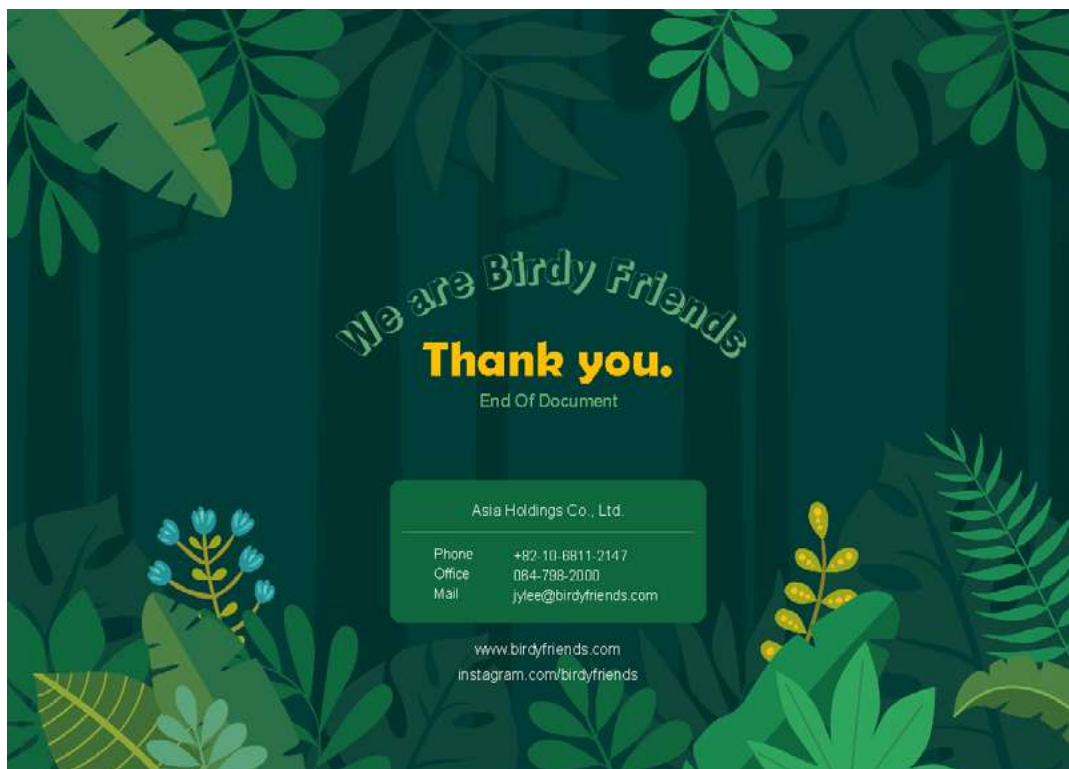 We are Birdy Friends
Thank you.
End Of Document
Asia Holdings Co., Ltd.
Phone +82-10-6811-2147
Office 064-798-2000
Mail jylee@birdyfriends.com
www.birdyfriends.com
instagram.com/birdyfriends